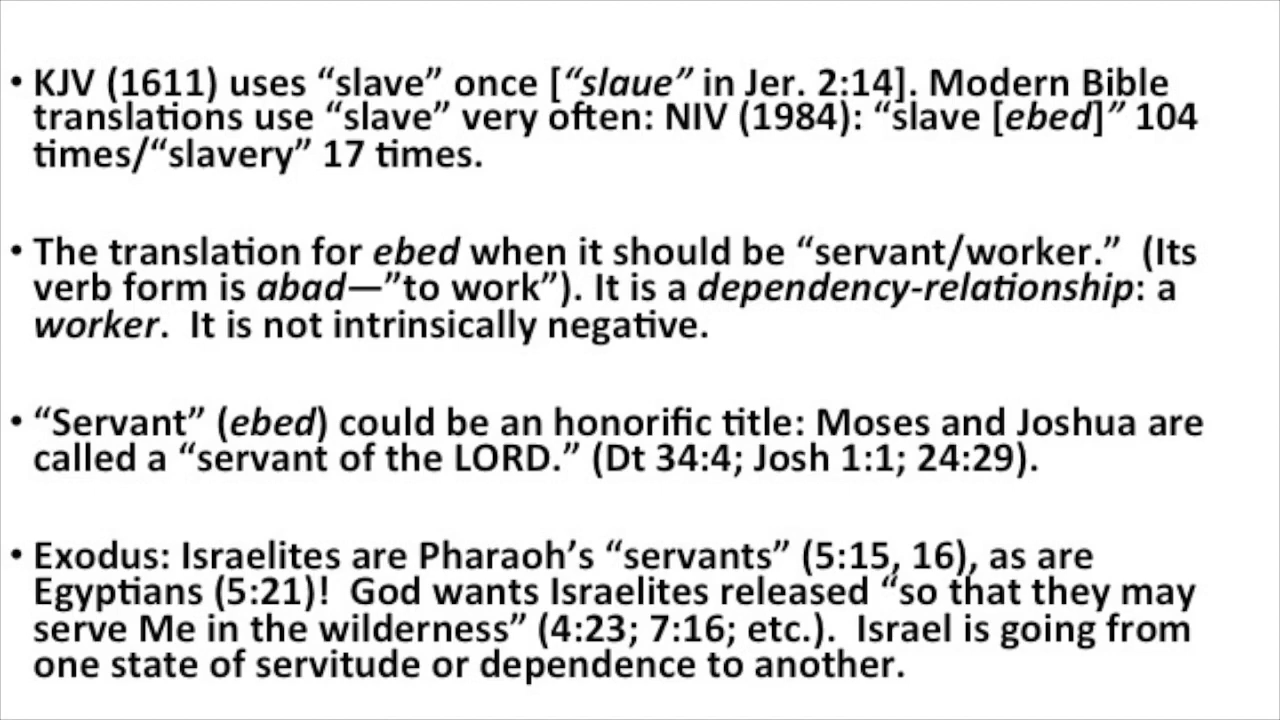 • KJV (1611) uses “slave” once [“slaue” in Jer. 2:14]. Modern Bible
translations use “slave” very often: NIV (1984): “slave [ebed]” 104
times/“slavery” 17 times.
• The translation for ebed when it should be “servant/worker.” (Its
verb form is abad—”to work”). It is a dependency-relationship: a
worker. It is not intrinsically negative.
• “Servant” (ebed) could be an honorific title: Moses and Joshua are
called a “servant of the LORD.” (Dt 34:4; Josh 1:1; 24:29).
• Exodus: Israelites are Pharaoh’s “servants” (5:15, 16), as are
Egyptians (5:21)! God wants Israelites released “so that they may
serve Me in the wilderness” (4:23; 7:16; etc.). Israel is going from
one state of servitude or dependence to another.